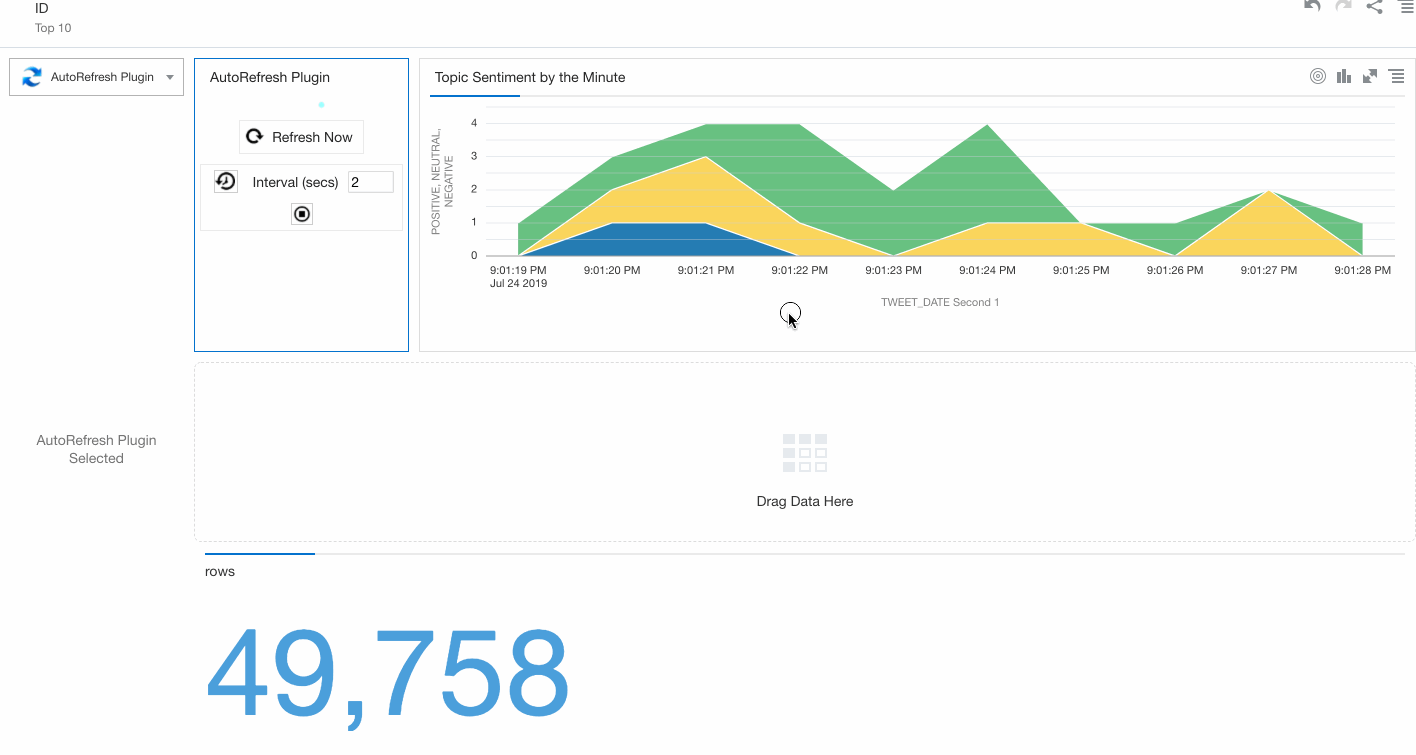 ID
Top 10
AutoRefresh Plugin
AutoRefresh Plugin
Refresh Now
Interval (secs) 2
Topic Sentiment by the Minute
POSITIVE, NEUTRAL,
NEGATIVE
4
3
2
1
0
9:01:19 PM 9:01:20 PM 9:01:21 PM 9:01:22 PM 9:01:23 PM 9:01:24 PM 9:01:25 PM 9:01:26 PM 9:01:27 PM 9:01:28 PM
Jul 24 2019
TWEET_DATE Second 1
AutoRefresh Plugin
Selected
Drag Data Here
rows
49,758